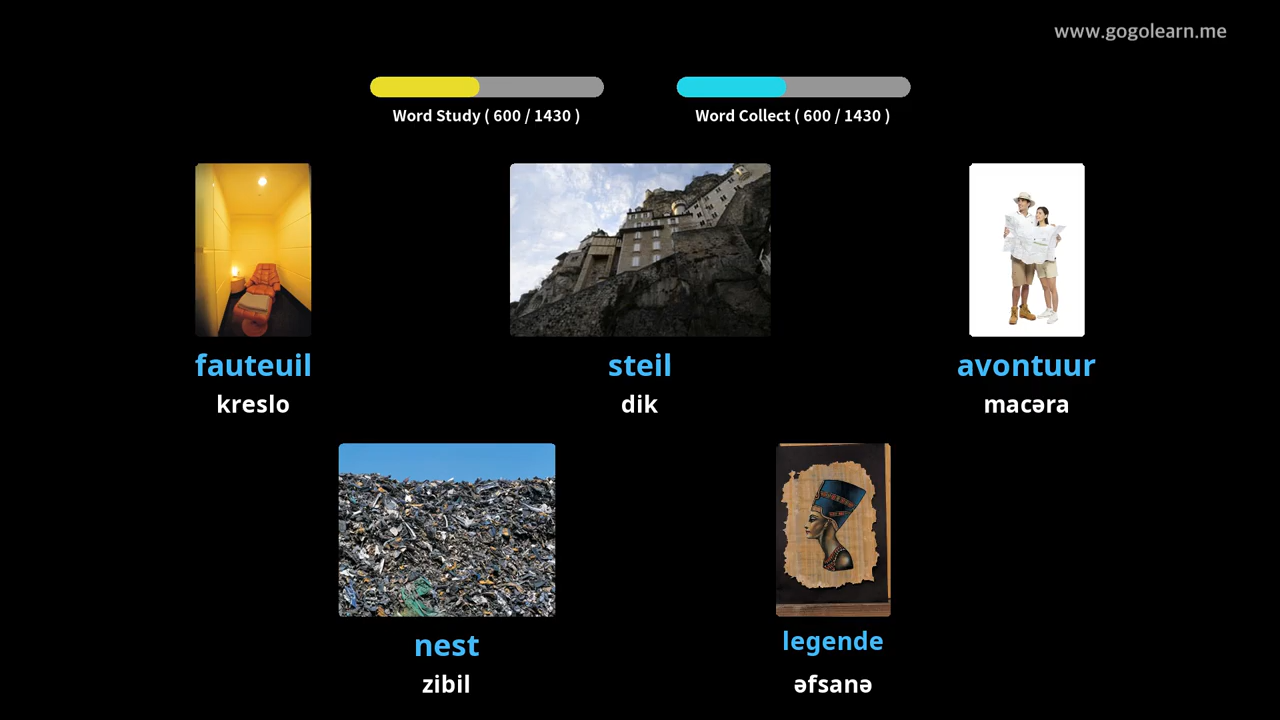 www.gogolearn.me
Word Study ( 600 / 1430 )
Word Collect ( 600 / 1430 )
fauteuil
kreslo
steil
dik
avontuur
macəra
nest
zibil
legende
əfsanə